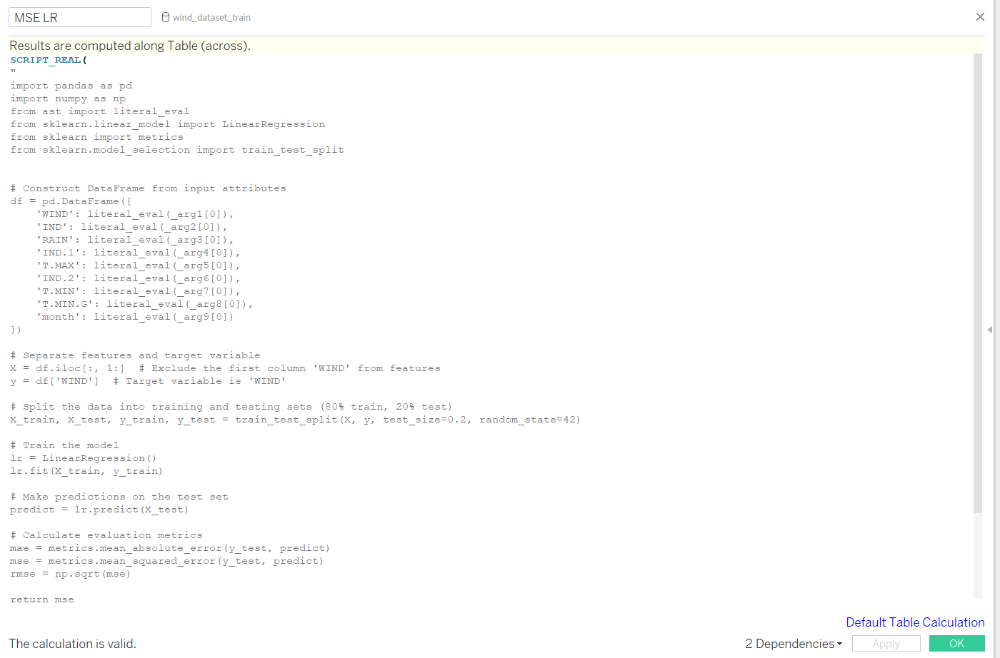 MSE LR
wind_dataset_train
Results are computed along Table (across).
SCRIPT_REAL(
"
import pandas as pd
import numpy as np
from ast import literal_eval
from sklearn.linear_model import LinearRegression
from sklearn import metrics
from sklearn.model_selection import train_test_split
# Construct DataFrame from input attributes
df = pd.DataFrame({
    'WIND': literal_eval(_arg1[0]),
    'IND': literal_eval(_arg2[0]),
    'RAIN': literal_eval(_arg3[0]),
    'IND.1': literal_eval(_arg4[0]),
    'T.MAX': literal_eval(_arg5[0]),
    'IND.2': literal_eval(_arg6[0]),
    'T.MIN': literal_eval(_arg7[0]),
    'T.MIN.G': literal_eval(_arg8[0]),
    'month': literal_eval(_arg9[0])
})
# Separate features and target variable
X = df.iloc[:, 1:]  # Exclude the first column 'WIND' from features
y = df['WIND']  # Target variable is 'WIND'
# Split the data into training and testing sets (80% train, 20% test)
X_train, X_test, y_train, y_test = train_test_split(X, y, test_size=0.2, random_state=42)
# Train the model
lr = LinearRegression()
lr.fit(X_train, y_train)
# Make predictions on the test set
predict = lr.predict(X_test)
# Calculate evaluation metrics
mae = metrics.mean_absolute_error(y_test, predict)
mse = metrics.mean_squared_error(y_test, predict)
rmse = np.sqrt(mse)
return mse
Default Table Calculation
The calculation is valid.
2 Dependencies
Apply
OK